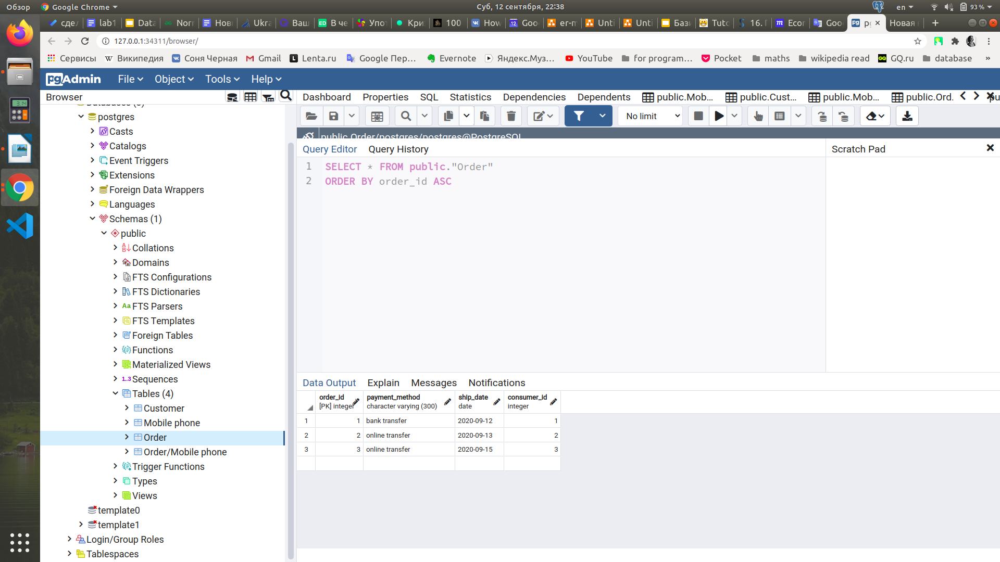 Обзор
Google Chrome
Суб, 12 сентября, 22:38
en
93 %
сде
lab1
Data
Norr
Нові
Ukra
Ваш
В че
Упо
Кри
100
How
Goo
er-m
Unti
Unti
Бази
Tuto
16. Г
Ecor
Goo
Новая
127.0.0.1:34311/browser/
Сервисы
Википедия
Соня Черная
Gmail
Lenta.ru
Google Пер...
Evernote
Яндекс.Муз...
YouTube
for program...
Pocket
maths
wikipedia read
GQ.ru
database
»
pgAdmin
File
Object
Tools
Help
Browser
Dashboard
Properties
SQL
Statistics
Dependencies
Dependents
public.Mob...
public.Cust...
public.Mob...
public.Ord.
No limit
public.Order/postgres/postgres@PostgreSQL
Query Editor
Query History
Scratch Pad
1 SELECT * FROM public."Order"
2 ORDER BY order_id ASC
postgres
Casts
Catalogs
Event Triggers
Extensions
Foreign Data Wrappers
Languages
Schemas (1)
public
Collations
Domains
FTS Configurations
FTS Dictionaries
Aa FTS Parsers
FTS Templates
Foreign Tables
Functions
Materialized Views
1..3 Sequences
Tables (4)
Customer
Mobile phone
Order
Order/Mobile phone
Trigger Functions
Types
Views
template0
template1
Login/Group Roles
Tablespaces
Data Output
Explain
Messages
Notifications
order_id payment_method ship_date consumer_id
[PK] integer character varying (300) date integer
1 1 bank transfer 2020-09-12 1
2 2 online transfer 2020-09-13 2
3 3 online transfer 2020-09-15 3